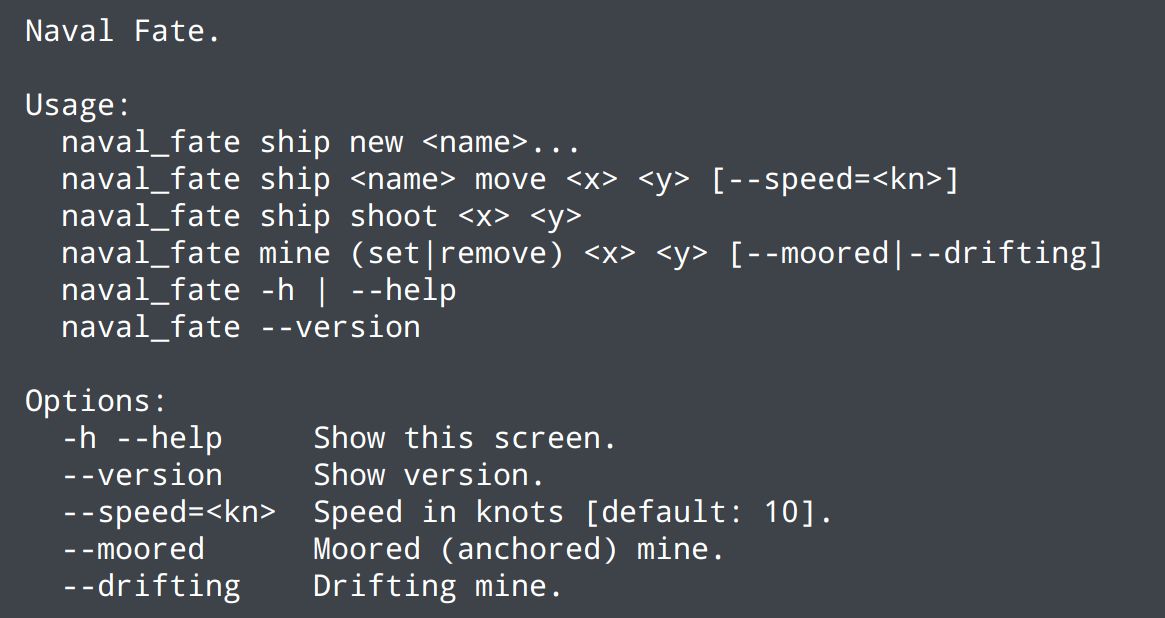 Naval Fate.

Usage:
  naval_fate ship new <name>...
  naval_fate ship <name> move <x> <y> [--speed=<kn>]
  naval_fate ship shoot <x> <y>
  naval_fate mine (set|remove) <x> <y> [--moored|--drifting]
  naval_fate -h | --help
  naval_fate --version

Options:
  -h --help     Show this screen.
  --version     Show version.
  --speed=<kn>  Speed in knots [default: 10].
  --moored      Moored (anchored) mine.
  --drifting    Drifting mine.